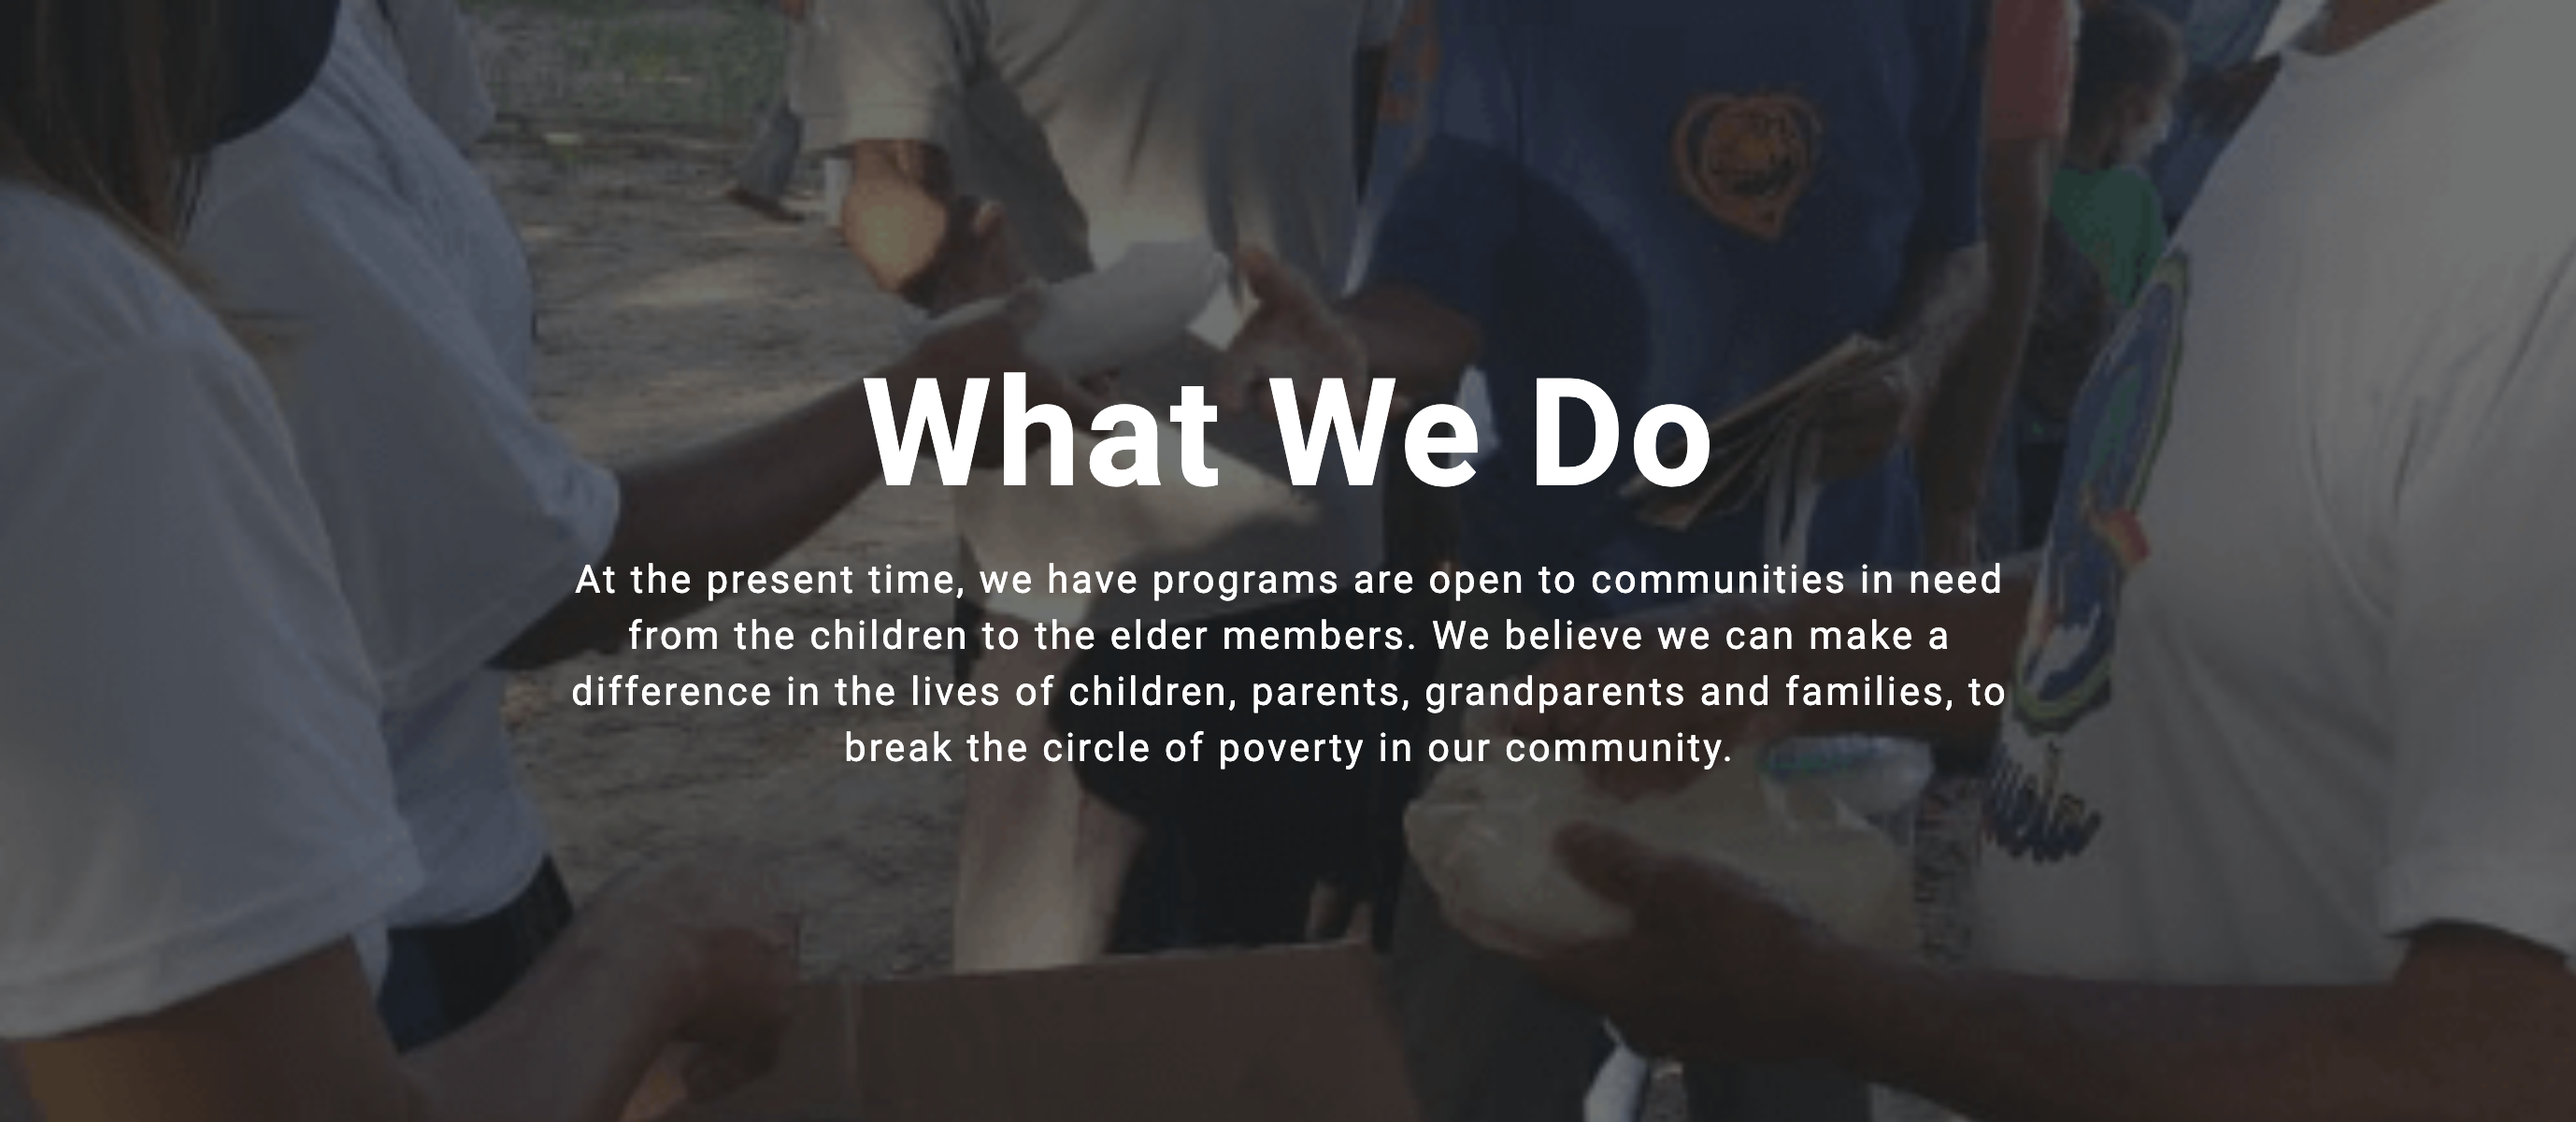 What We Do
At the present time, we have programs are open to communities in need
from the children to the elder members. We believe we can make a
difference in the lives of children, parents, grandparents and families, to
break the circle of poverty in our community.